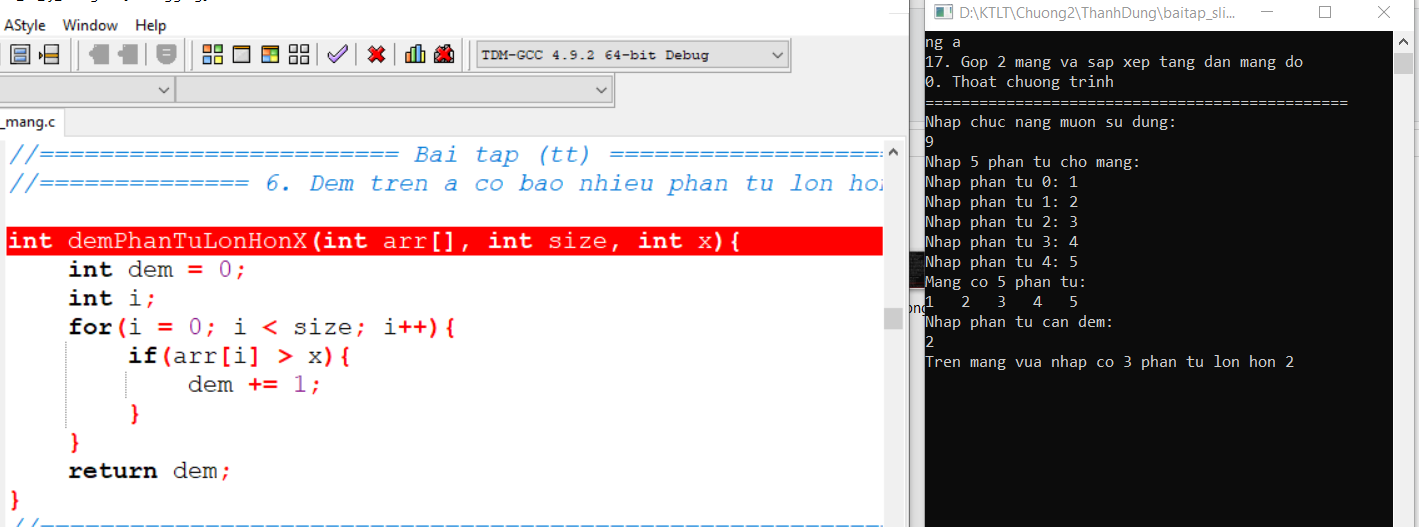 AStyle Window Help
TDM-GCC 4.9.2 64-bit Debug
_mang.c
//======================== Bai tap (tt) ===================
//============== 6. Dem tren a co bao nhieu phan tu lon
int demPhanTuLonHonX(int arr[], int size, int x){
int dem = 0;
int i;
for(i = 0; i < size; i++){
if(arr[i] > x){
dem += 1;
}
}
return dem;
}
D:\KTLT\Chuong2\ThanhDung\baitap_sli...
ng a
17. Gop 2 mang va sap xep tang dan mang do
0. Thoat chuong trinh
===============================================
Nhap chuc nang muon su dung:
9
Nhap 5 phan tu cho mang:
Nhap phan tu 0: 1
Nhap phan tu 1: 2
Nhap phan tu 2: 3
Nhap phan tu 3: 4
Nhap phan tu 4: 5
Mang co 5 phan tu:
1 2 3 4 5
Nhap phan tu can dem:
2
Tren mang vua nhap co 3 phan tu lon hon 2